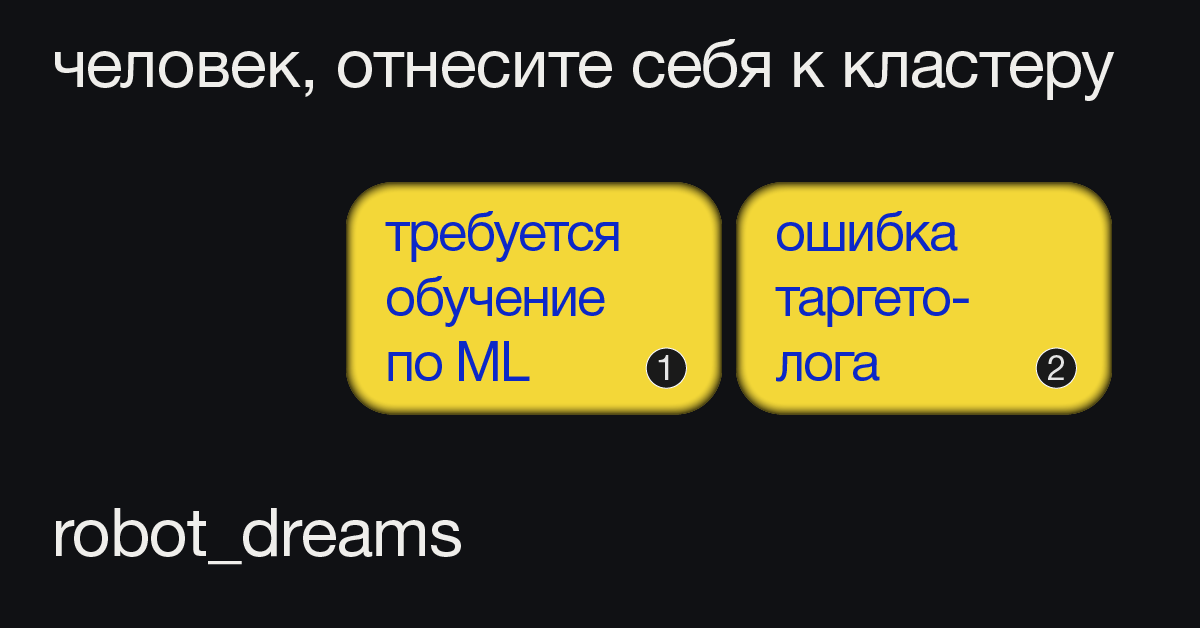 человек, отнесите себя к кластеру
требуется
обучение
по ML
1
ошибка
таргето-
лога
2
robot_dreams